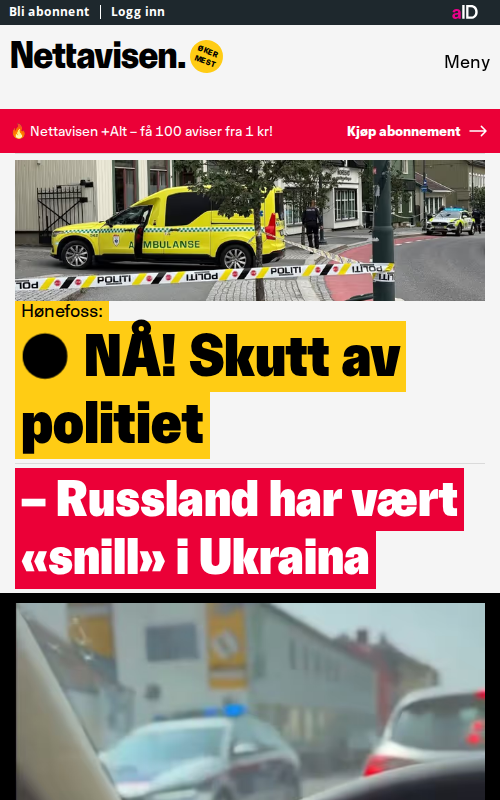 Bli abonnent
Logg inn
aID
Nettavisen.
ØKER
MEST
Meny
🔥 Nettavisen +Alt – få 100 aviser fra 1 kr!
Kjøp abonnement →
AMBULANSE
POLITI
POLITI
POLITI
POLITI
Hønefoss:
NÅ! Skutt av
politiet
– Russland har vært
«snill» i Ukraina